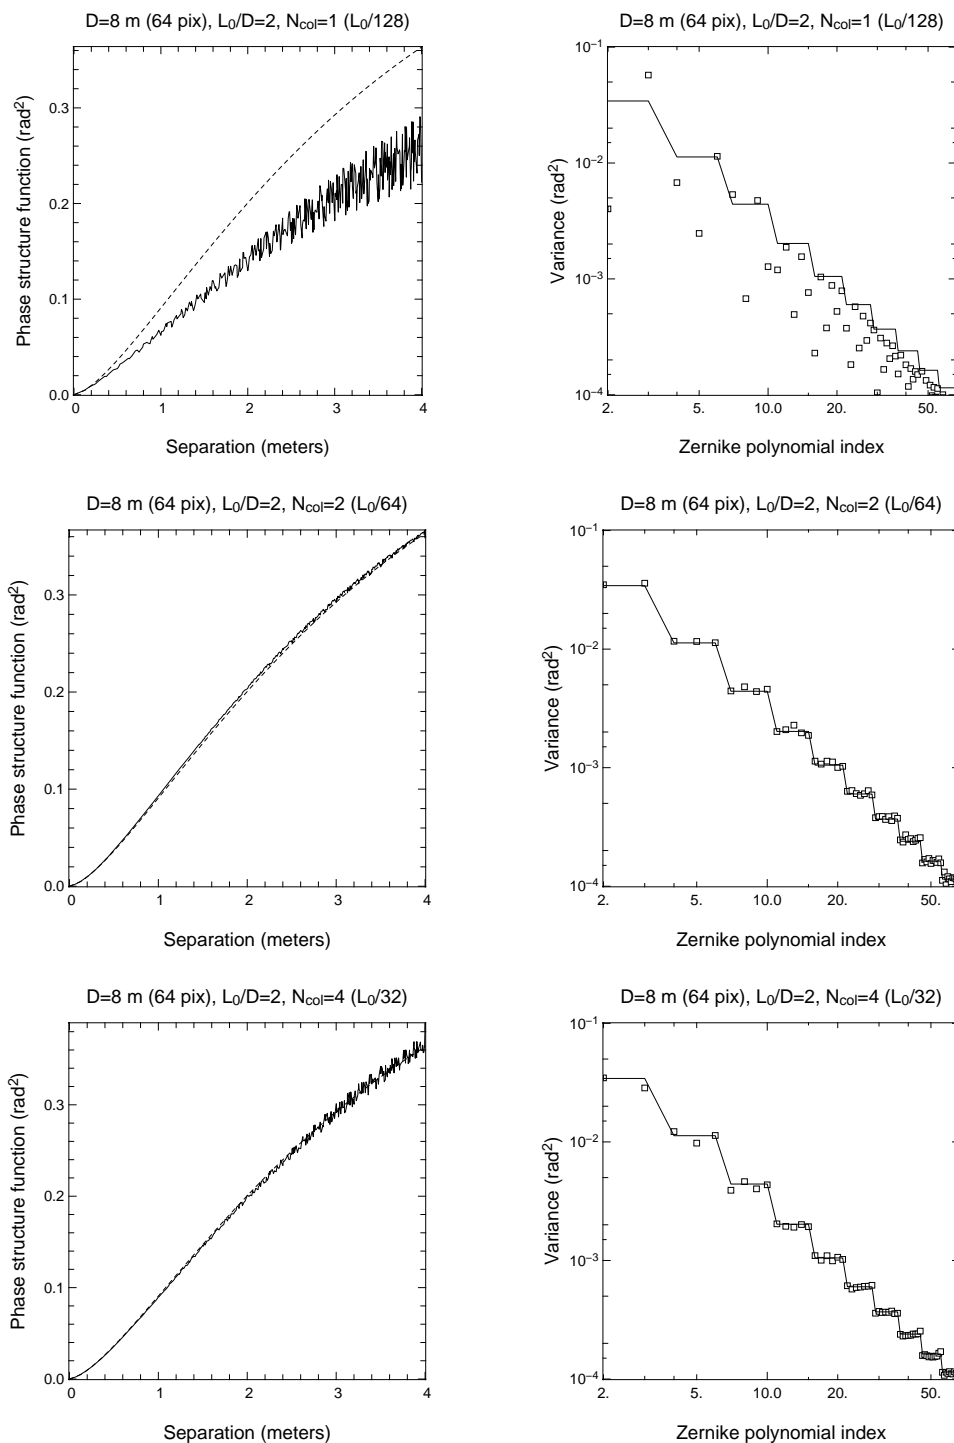 D=8 m (64 pix), L0/D=2, Ncol=1 (L0/128)
Phase structure function (rad2)
0.3
0.2
0.1
0.0
0 1 2 3 4
Separation (meters)
D=8 m (64 pix), L0/D=2, Ncol=1 (L0/128)
Variance (rad2)
10−1
10−2
10−3
10−4
2. 5. 10.0 20. 50.
Zernike polynomial index
D=8 m (64 pix), L0/D=2, Ncol=2 (L0/64)
Phase structure function (rad2)
0.3
0.2
0.1
0.0
0 1 2 3 4
Separation (meters)
D=8 m (64 pix), L0/D=2, Ncol=2 (L0/64)
Variance (rad2)
10−1
10−2
10−3
10−4
2. 5. 10.0 20. 50.
Zernike polynomial index
D=8 m (64 pix), L0/D=2, Ncol=4 (L0/32)
Phase structure function (rad2)
0.3
0.2
0.1
0.0
0 1 2 3 4
Separation (meters)
D=8 m (64 pix), L0/D=2, Ncol=4 (L0/32)
Variance (rad2)
10−1
10−2
10−3
10−4
2. 5. 10.0 20. 50.
Zernike polynomial index